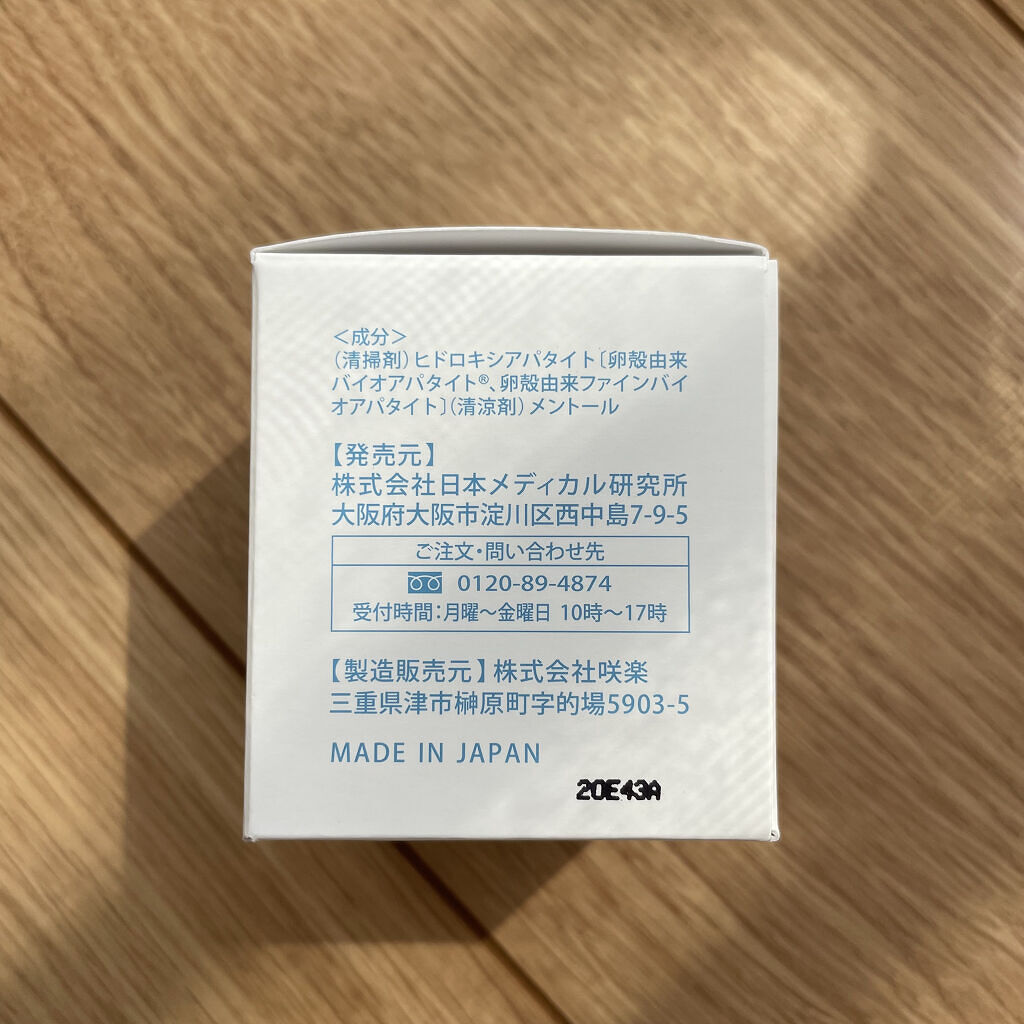 <成分>
(清掃剤)ヒドロキシアパタイト〔卵殻由来
バイオアパタイト®、卵殻由来ファインバイ
オアパタイト〕(清涼剤)メントール
【発売元】
株式会社日本メディカル研究所
大阪府大阪市淀川区西中島7-9-5
ご注文・問い合わせ先
0120-89-4874
受付時間:月曜〜金曜日 10時〜17時
【製造販売元】株式会社咲楽
三重県津市榊原町字的場5903-5
MADE IN JAPAN
20E43A